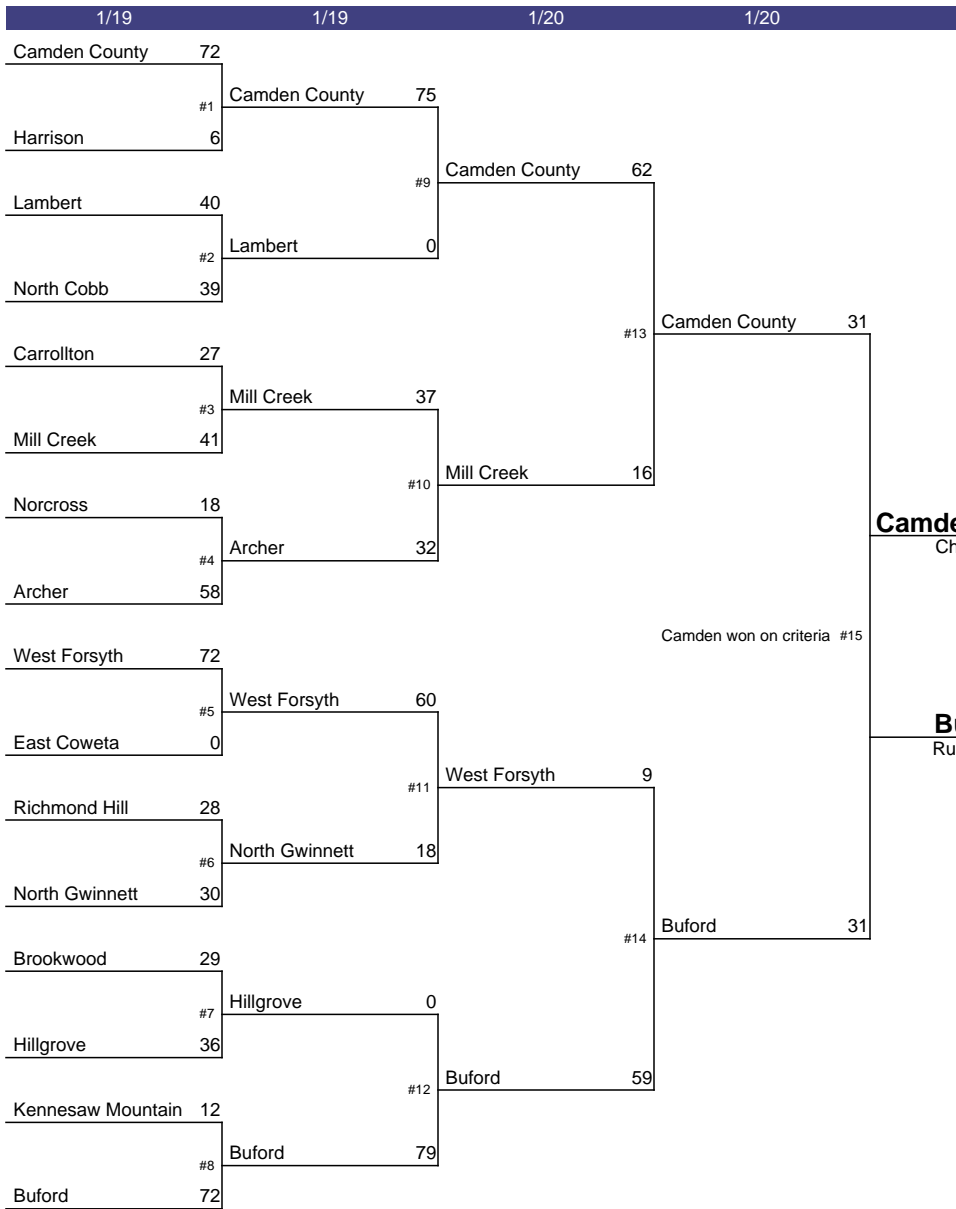 1/19 1/19 1/20 1/20
Camden County 72
#1 Camden County 75
Harrison 6
#9 Camden County 62
Lambert 40
#2 Lambert 0
North Cobb 39
#13 Camden County 31
Carrollton 27
#3 Mill Creek 37
Mill Creek 41
#10 Mill Creek 16
Norcross 18
Camde
Ch
#4 Archer 32
Archer 58
Camden won on criteria #15
West Forsyth 72
#5 West Forsyth 60
Bu
Ru
East Coweta 0
#11 West Forsyth 9
Richmond Hill 28
#6 North Gwinnett 18
North Gwinnett 30
#14 Buford 31
Brookwood 29
#7 Hillgrove 0
Hillgrove 36
#12 Buford 59
Kennesaw Mountain 12
#8 Buford 79
Buford 72